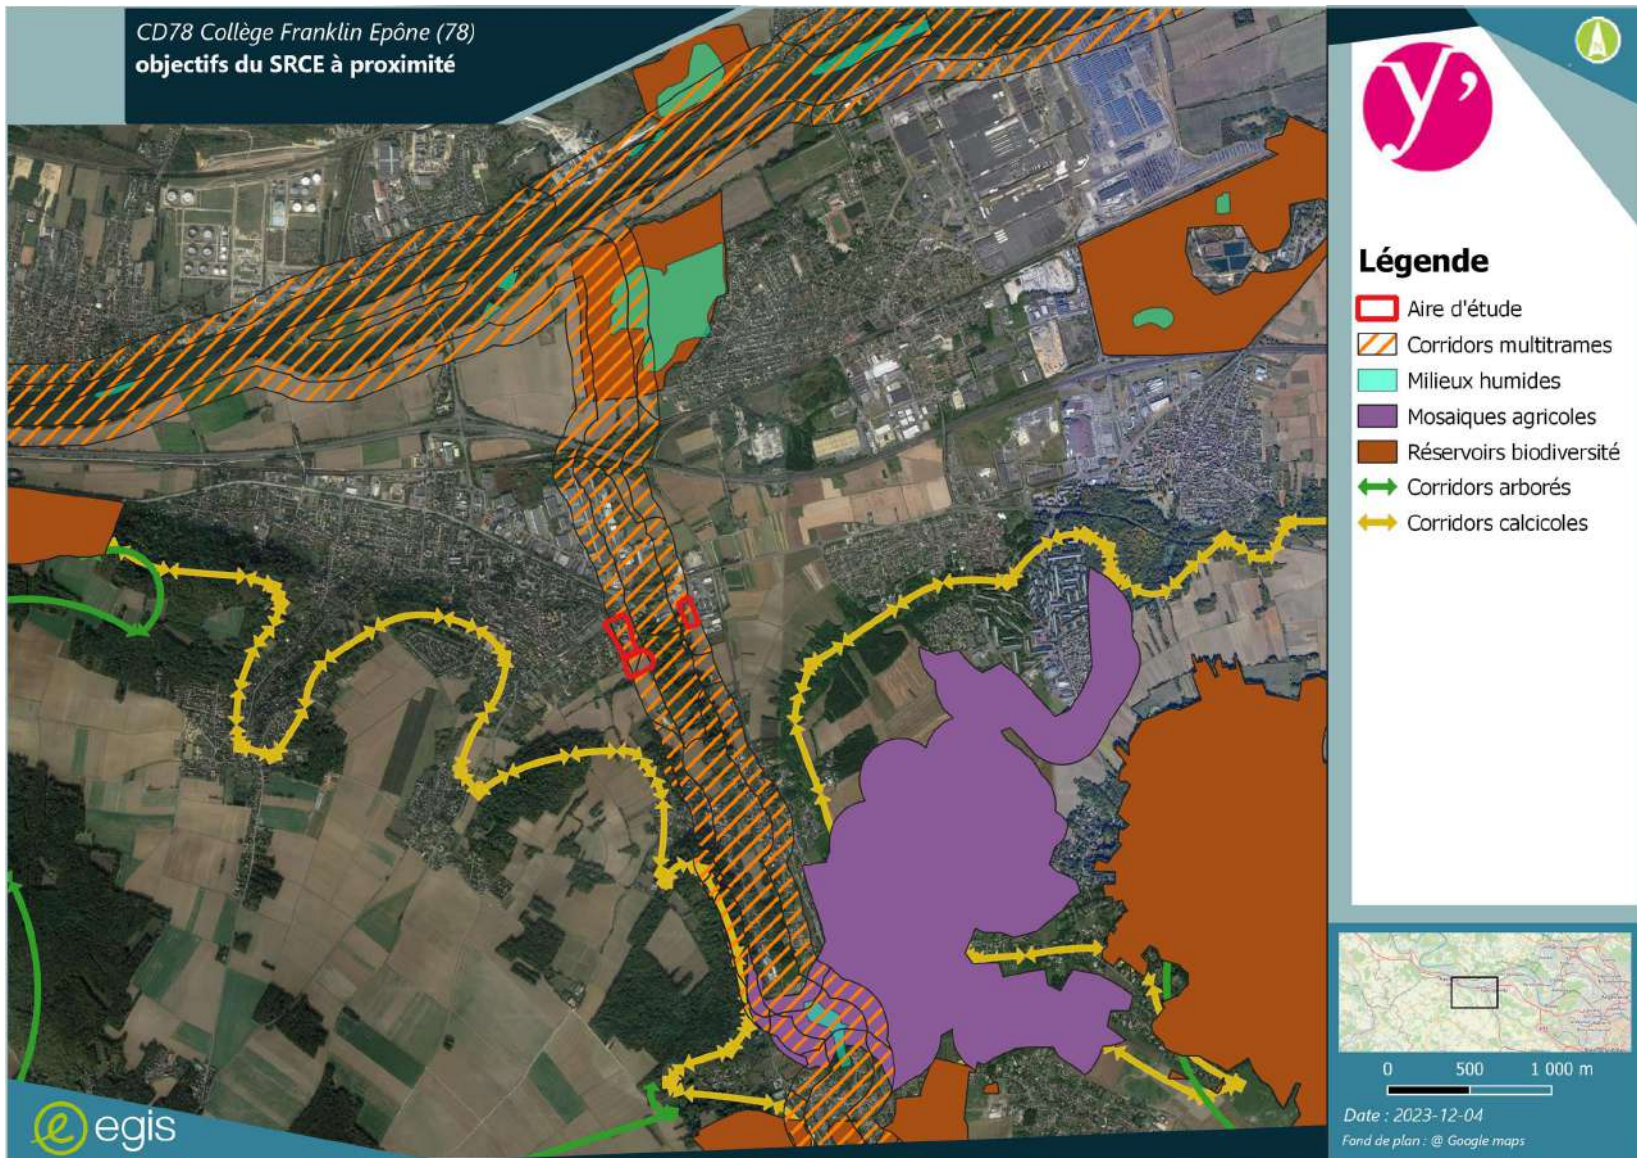 CD78 Collège Franklin Epône (78)
objectifs du SRCE à proximité
y'
N
Légende
Aire d'étude
Corridors multitrames
Milieux humides
Mosaiques agricoles
Réservoirs biodiversité
Corridors arborés
Corridors calcicoles
0 500 1 000 m
Date : 2023-12-04
Fond de plan : @ Google maps
e egis